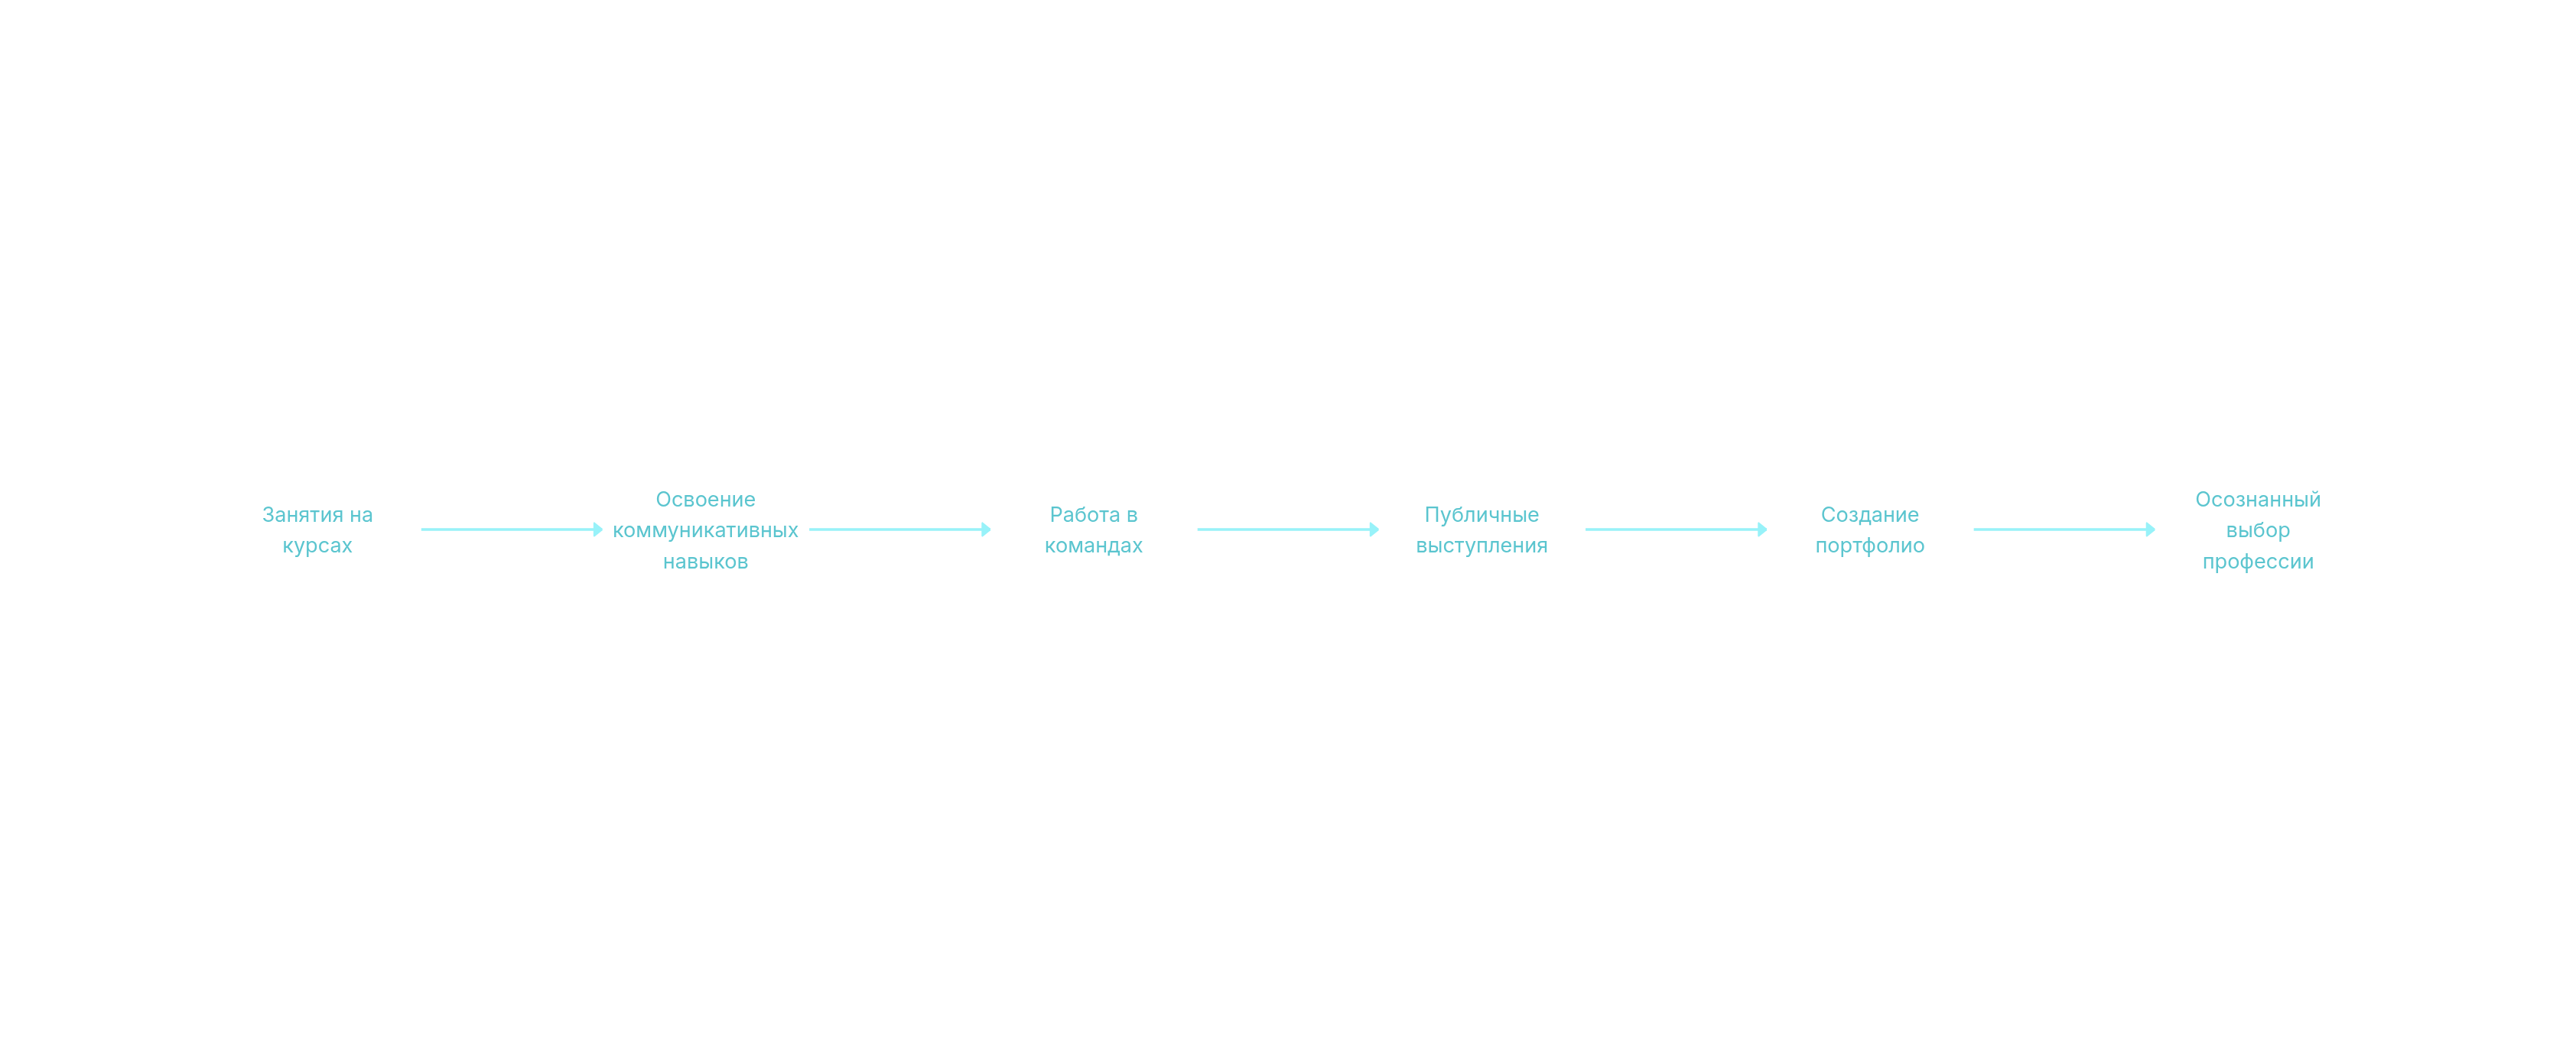 Занятия на
курсах
Освоение
коммуникативных
навыков
Работа в
командах
Публичные
выступления
Создание
портфолио
Осознанный
выбор
профессии